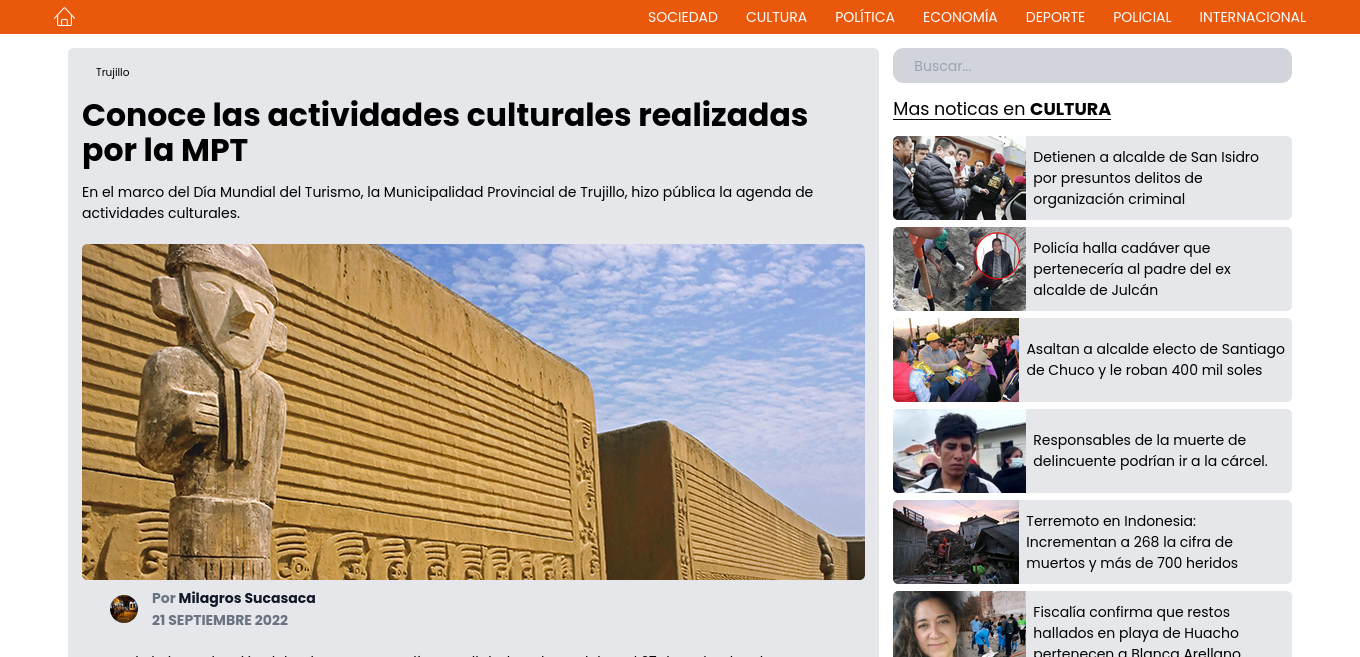 SOCIEDAD CULTURA POLÍTICA ECONOMÍA DEPORTE POLICIAL INTERNACIONAL
Trujillo
Conoce las actividades culturales realizadas
por la MPT
En el marco del Día Mundial del Turismo, la Municipalidad Provincial de Trujillo, hizo pública la agenda de
actividades culturales.
Por Milagros Sucasaca
21 SEPTIEMBRE 2022
Buscar...
Mas noticas en CULTURA
Detienen a alcalde de San Isidro
por presuntos delitos de
organización criminal
Policía halla cadáver que
pertenecería al padre del ex
alcalde de Julcán
Asaltan a alcalde electo de Santiago
de Chuco y le roban 400 mil soles
Responsables de la muerte de
delincuente podrían ir a la cárcel.
Terremoto en Indonesia:
Incrementan a 268 la cifra de
muertos y más de 700 heridos
Fiscalía confirma que restos
hallados en playa de Huacho
pertenecen a Blanca Arellano